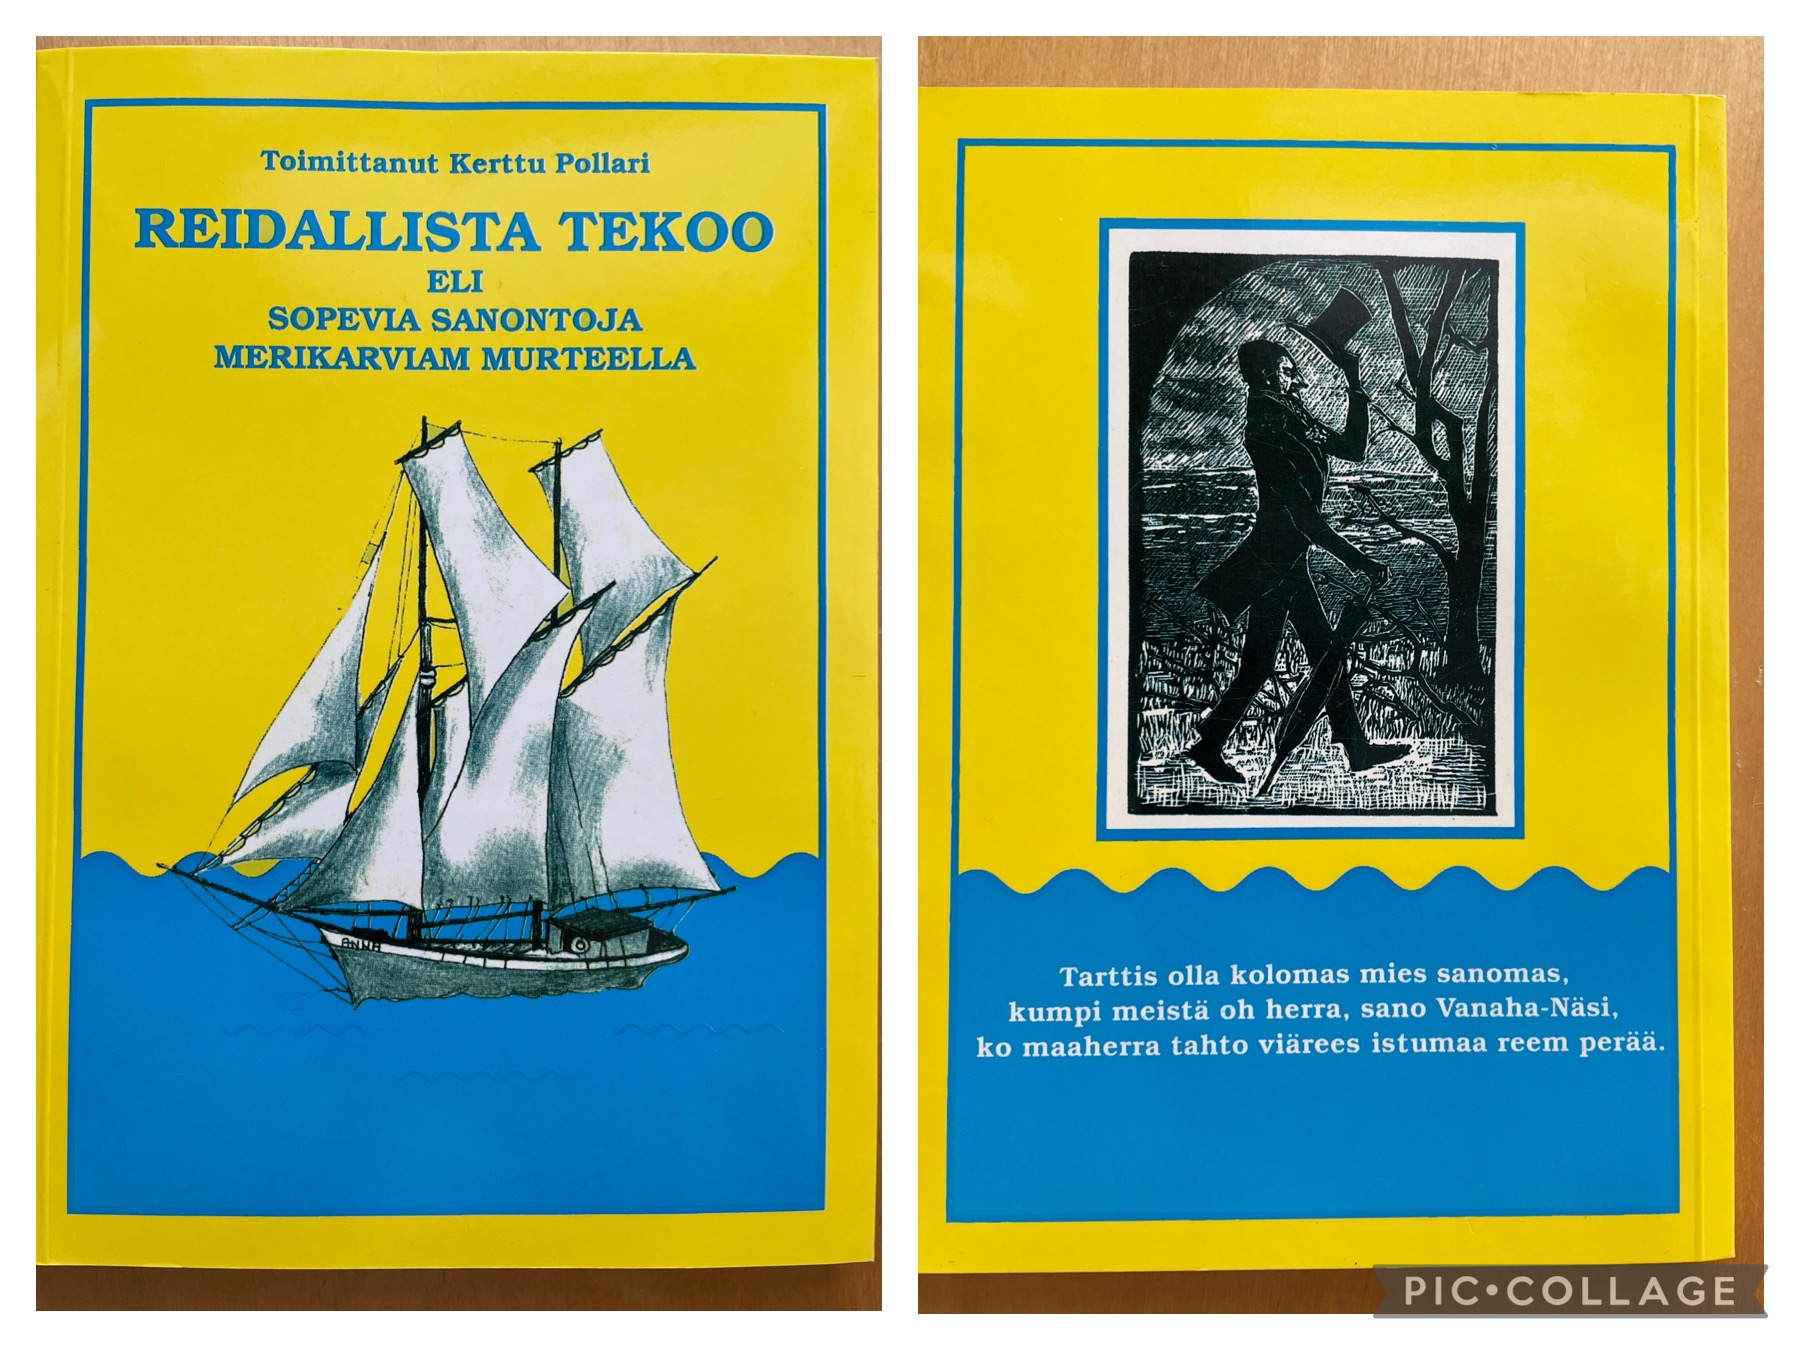 Toimittanut Kerttu Pollari
REIDALLISTA TEKOO
ELI
SOPEVIA SANONTOJA
MERIKARVIAM MURTEELLA
ANNA
Tarttis olla kolomas mies sanomas,
kumpi meistä oh herra, sano Vanaha-Näsi,
ko maaherra tahto viärees istumaa reem perää.
PIC•COLLAGE